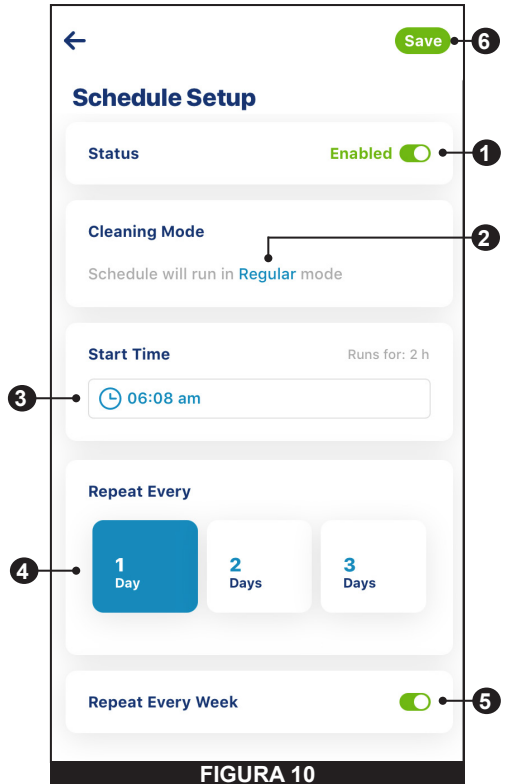 Save
6
Schedule Setup
Status Enabled
1
Cleaning Mode
2
Schedule will run in Regular mode
Start Time Runs for: 2 h
3
06:08 am
Repeat Every
4
1 2 3
Day Days Days
Repeat Every Week
5
FIGURA 10